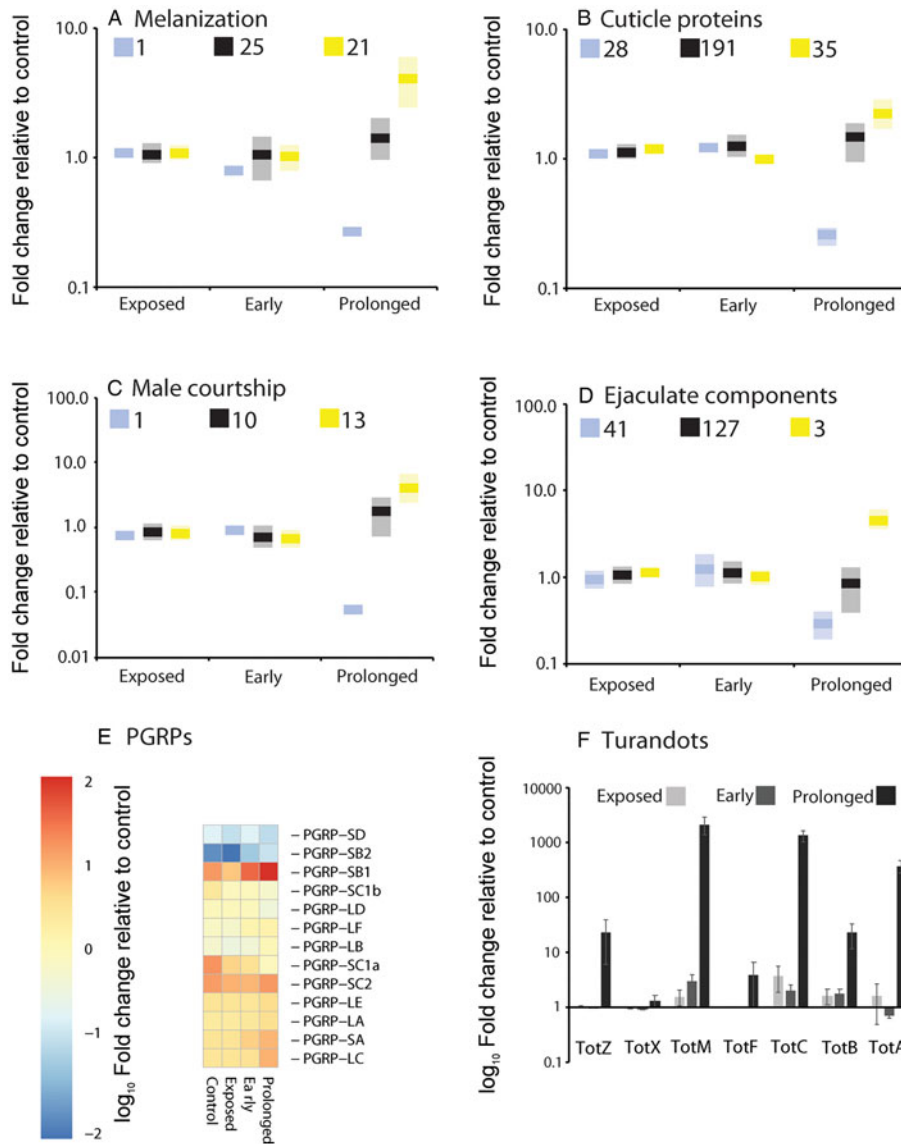 A Melanization
Fold change relative to control
10.0
1.0
0.1
1
25
21
Exposed
Early
Prolonged
B Cuticle proteins
Fold change relative to control
10.0
1.0
0.1
28
191
35
Exposed
Early
Prolonged
C Male courtship
Fold change relative to control
100.0
10.0
1.0
0.1
0.01
1
10
13
Exposed
Early
Prolonged
D Ejaculate components
Fold change relative to control
100.0
10.0
1.0
0.1
41
127
3
Exposed
Early
Prolonged
E PGRPs
2
1
0
−1
−2
log10 Fold change relative to control
– PGRP–SD
– PGRP–SB2
– PGRP–SB1
– PGRP–SC1b
– PGRP–LD
– PGRP–LF
– PGRP–LB
– PGRP–SC1a
– PGRP–SC2
– PGRP–LE
– PGRP–LA
– PGRP–SA
– PGRP–LC
Control
Exposed
Ea rly
Prolonged
F Turandots
log10 Fold change relative to control
10000
1000
100
10
1
0.1
Exposed
Early
Prolonged
TotZ
TotX
TotM
TotF
TotC
TotB
TotA